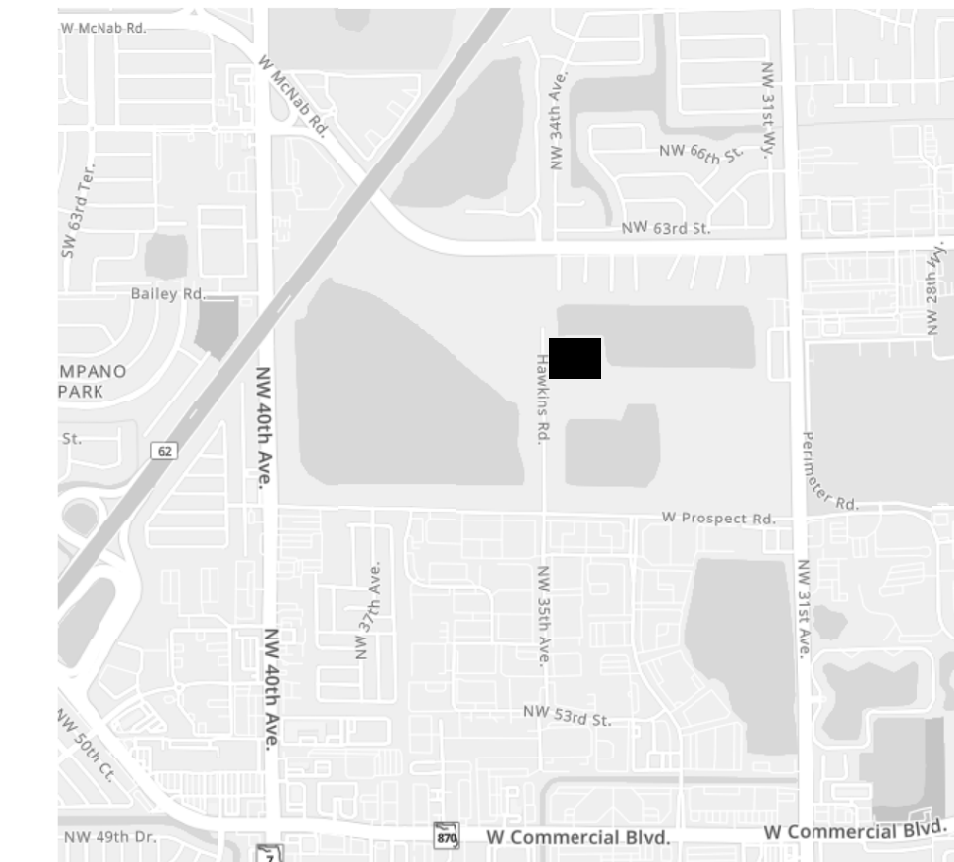 W McNab Rd.
W McNab Rd.
NW 34th Ave.
NW 31st Wy.
NW 66th St.
SW 63rd Ter.
NW 63rd St.
NW 28th Wy.
Bailey Rd.
MPANO
PARK
Hawkins Rd.
NW 40th Ave.
St.
62
Perimeter Rd.
W Prospect Rd.
NW 37th Ave.
NW 35th Ave.
NW 31st Ave.
NW 40th Ave.
NW 53rd St.
NW 50th Ct.
NW 49th Dr.
870
W Commercial Blvd.
W Commercial Blvd.
7